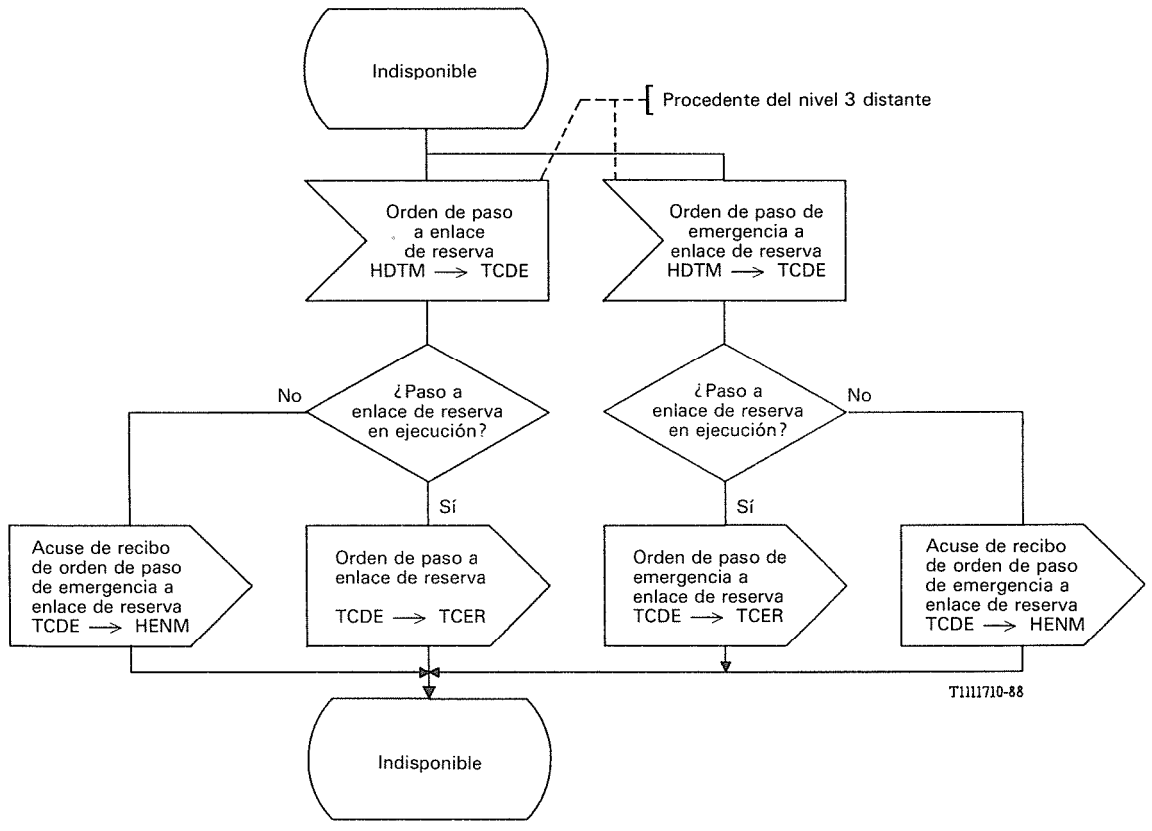 Indisponible
Procedente del nivel 3 distante
Orden de paso
a enlace
de reserva
HDTM → TCDE
Orden de paso de
emergencia a
enlace de reserva
HDTM → TCDE
No
¿Paso a
enlace de reserva
en ejecución?
¿Paso a
enlace de reserva
en ejecución?
No
Sí
Sí
Acuse de recibo
de orden de paso
de emergencia a
enlace de reserva
TCDE → HENM
Orden de paso a
enlace de reserva
TCDE → TCER
Orden de paso de
emergencia a
enlace de reserva
TCDE → TCER
Acuse de recibo
de orden de paso
de emergencia a
enlace de reserva
TCDE → HENM
T1111710-88
Indisponible